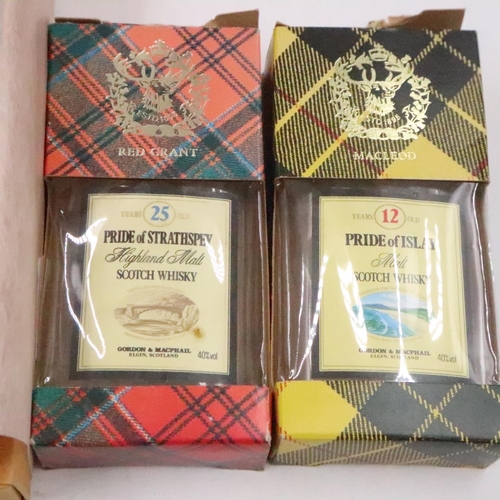 RED GRANT
YEARS 25 OLD
PRIDE of STRATHSPEY
Highland Malt
SCOTCH WHISKY
GORDON & MACPHAIL
ELGIN, SCOTLAND
40%vol
MACLEOD
YEARS 12 OLD
PRIDE of ISLAY
Malt
SCOTCH WHISKY
GORDON & MACPHAIL
ELGIN, SCOTLAND
40%vol